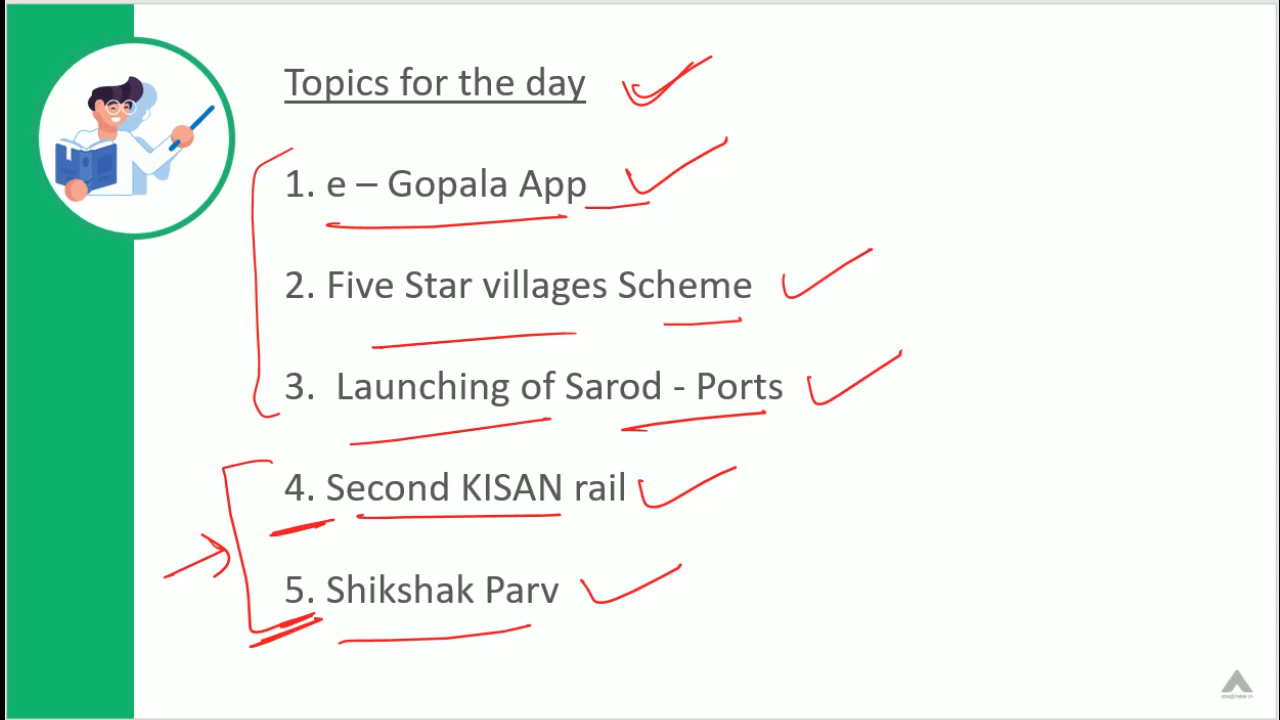 Topics for the day
1. e – Gopala App
2. Five Star villages Scheme
3. Launching of Sarod - Ports
4. Second KISAN rail
5. Shikshak Parv